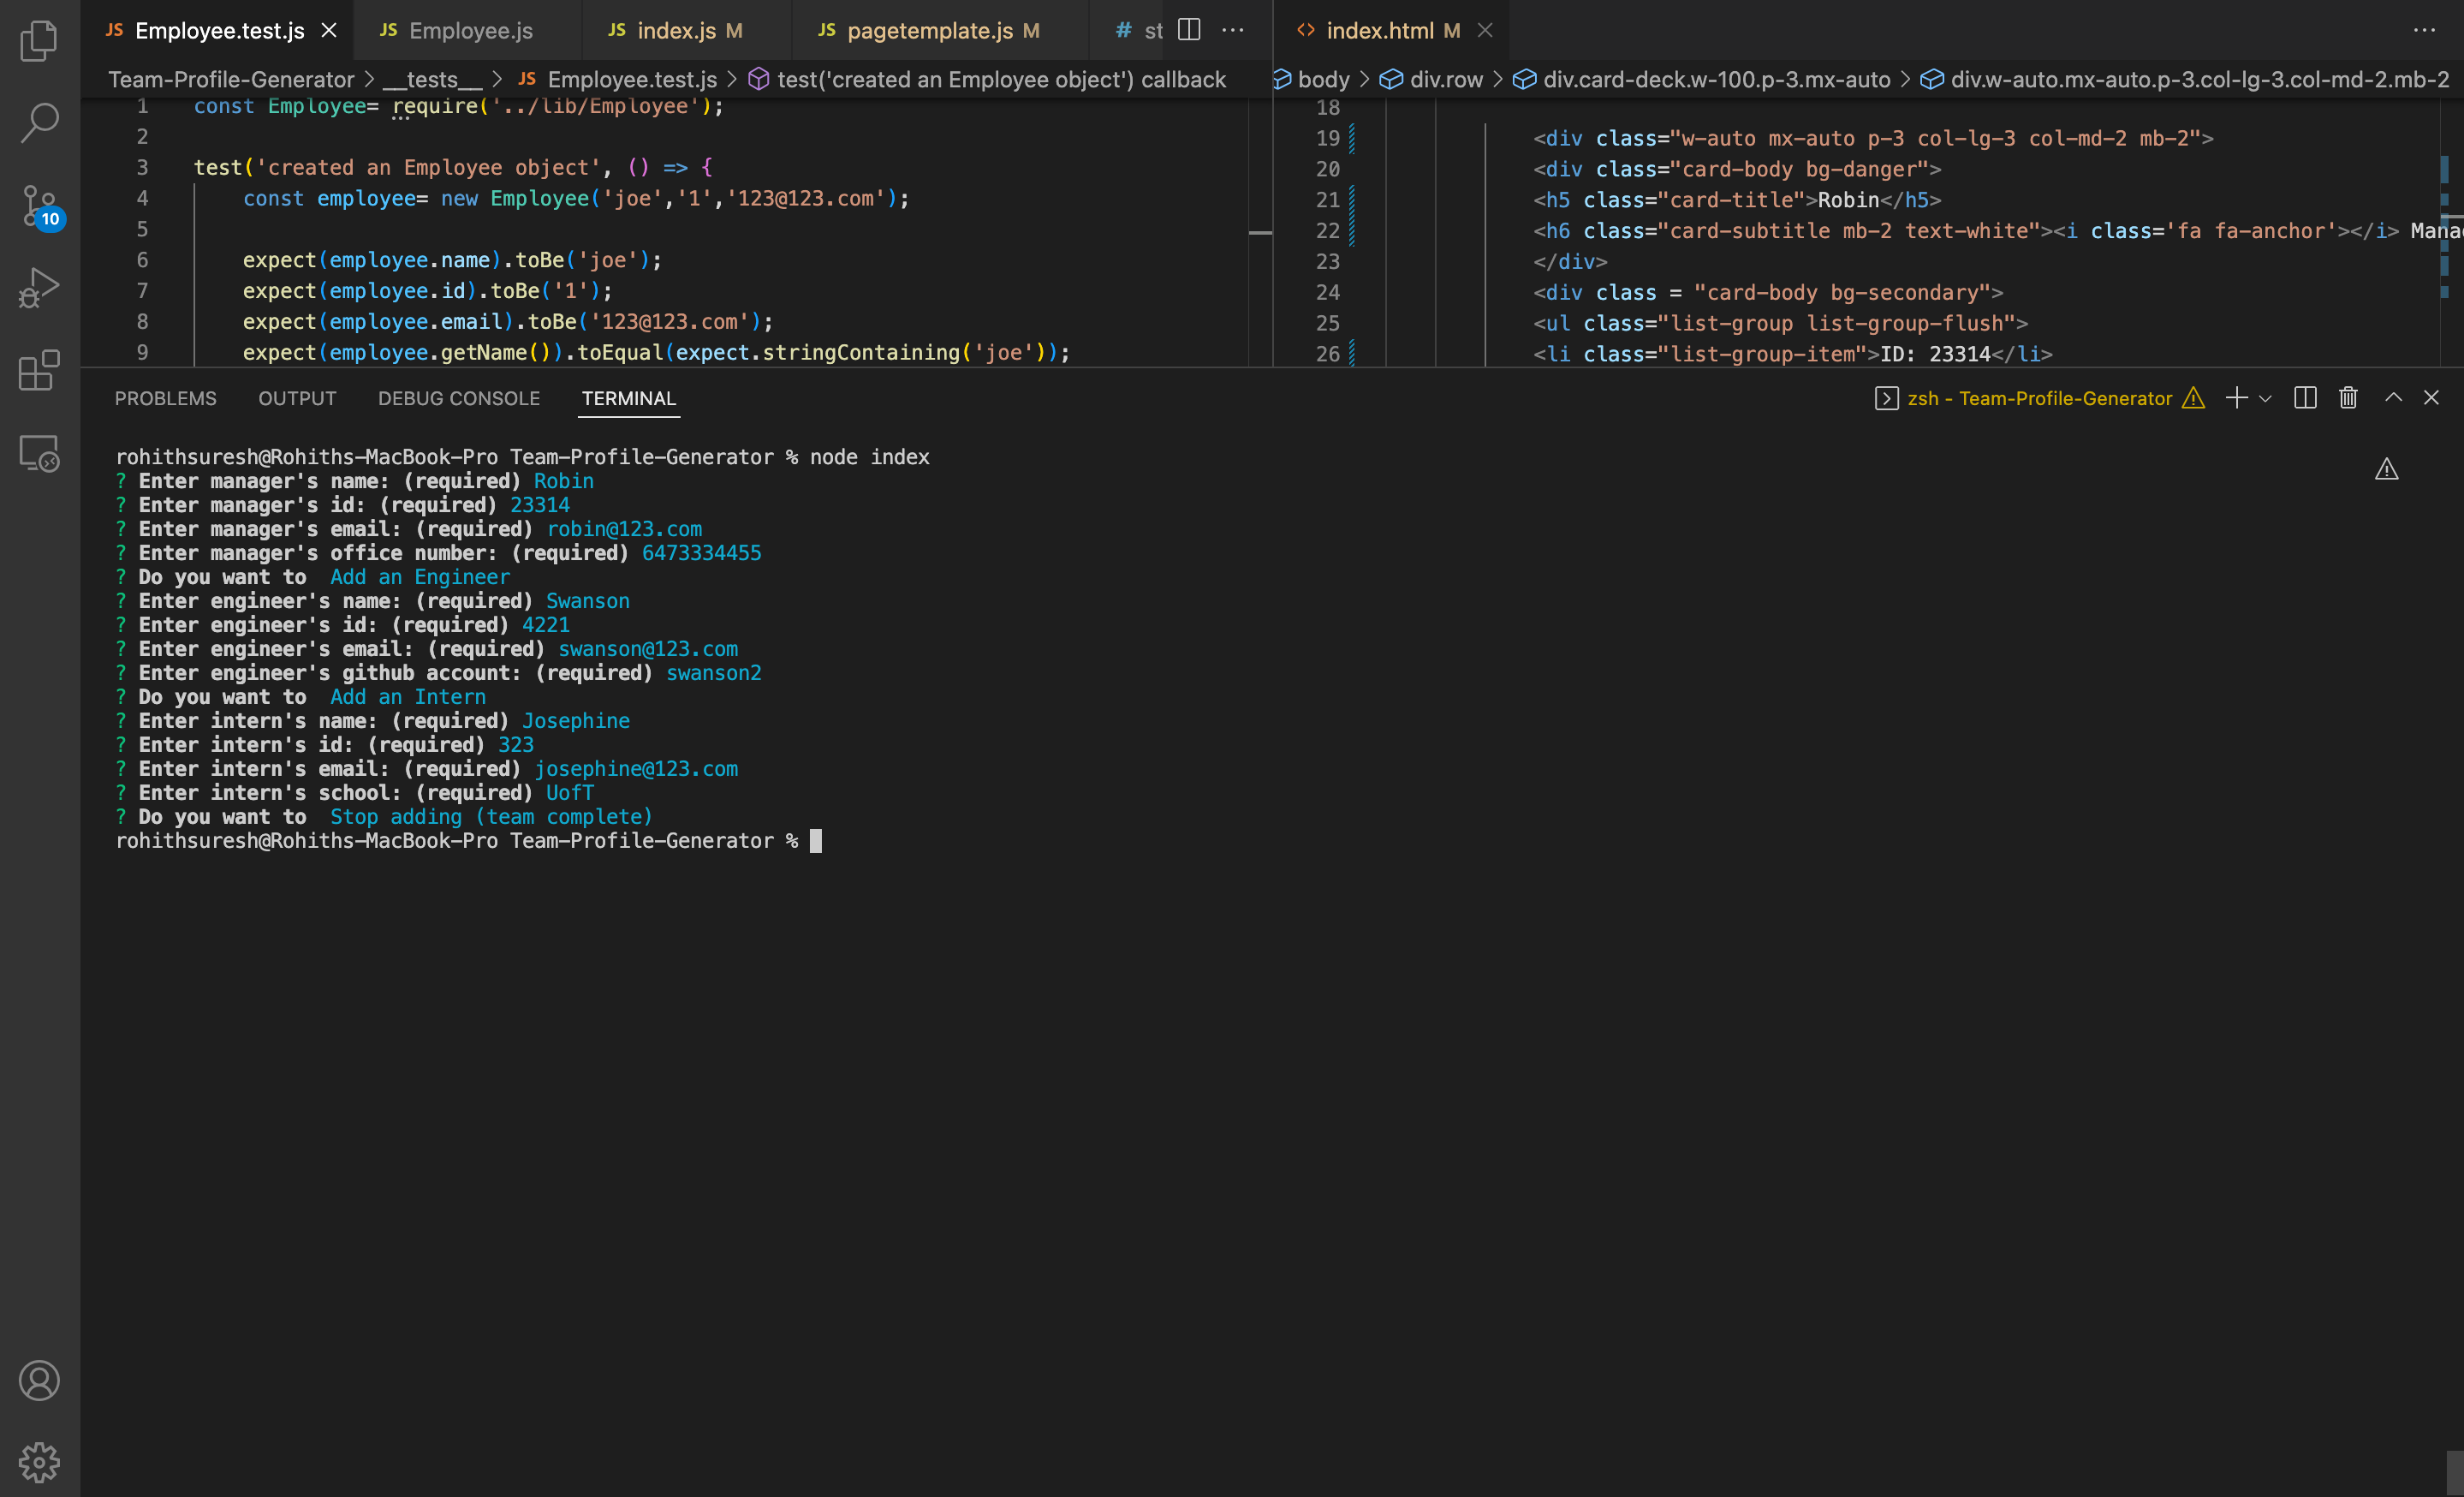 JS Employee.test.js
JS Employee.js
JS index.js M
JS pagetemplate.js M
# st
<> index.html M
Team-Profile-Generator > __tests__ > JS Employee.test.js > test('created an Employee object') callback
body > div.row > div.card-deck.w-100.p-3.mx-auto > div.w-auto.mx-auto.p-3.col-lg-3.col-md-2.mb-2
1 const Employee= require('../lib/Employee');
2
3 test('created an Employee object', () => {
4 const employee= new Employee('joe','1','123@123.com');
5
6 expect(employee.name).toBe('joe');
7 expect(employee.id).toBe('1');
8 expect(employee.email).toBe('123@123.com');
9 expect(employee.getName()).toEqual(expect.stringContaining('joe'));
18
19 <div class="w-auto mx-auto p-3 col-lg-3 col-md-2 mb-2">
20 <div class="card-body bg-danger">
21 <h5 class="card-title">Robin</h5>
22 <h6 class="card-subtitle mb-2 text-white"><i class='fa fa-anchor'></i> Mana
23 </div>
24 <div class = "card-body bg-secondary">
25 <ul class="list-group list-group-flush">
26 <li class="list-group-item">ID: 23314</li>
10
PROBLEMS OUTPUT DEBUG CONSOLE TERMINAL
zsh - Team-Profile-Generator
rohithsuresh@Rohiths-MacBook-Pro Team-Profile-Generator % node index
? Enter manager's name: (required) Robin
? Enter manager's id: (required) 23314
? Enter manager's email: (required) robin@123.com
? Enter manager's office number: (required) 6473334455
? Do you want to  Add an Engineer
? Enter engineer's name: (required) Swanson
? Enter engineer's id: (required) 4221
? Enter engineer's email: (required) swanson@123.com
? Enter engineer's github account: (required) swanson2
? Do you want to  Add an Intern
? Enter intern's name: (required) Josephine
? Enter intern's id: (required) 323
? Enter intern's email: (required) josephine@123.com
? Enter intern's school: (required) UofT
? Do you want to  Stop adding (team complete)
rohithsuresh@Rohiths-MacBook-Pro Team-Profile-Generator %